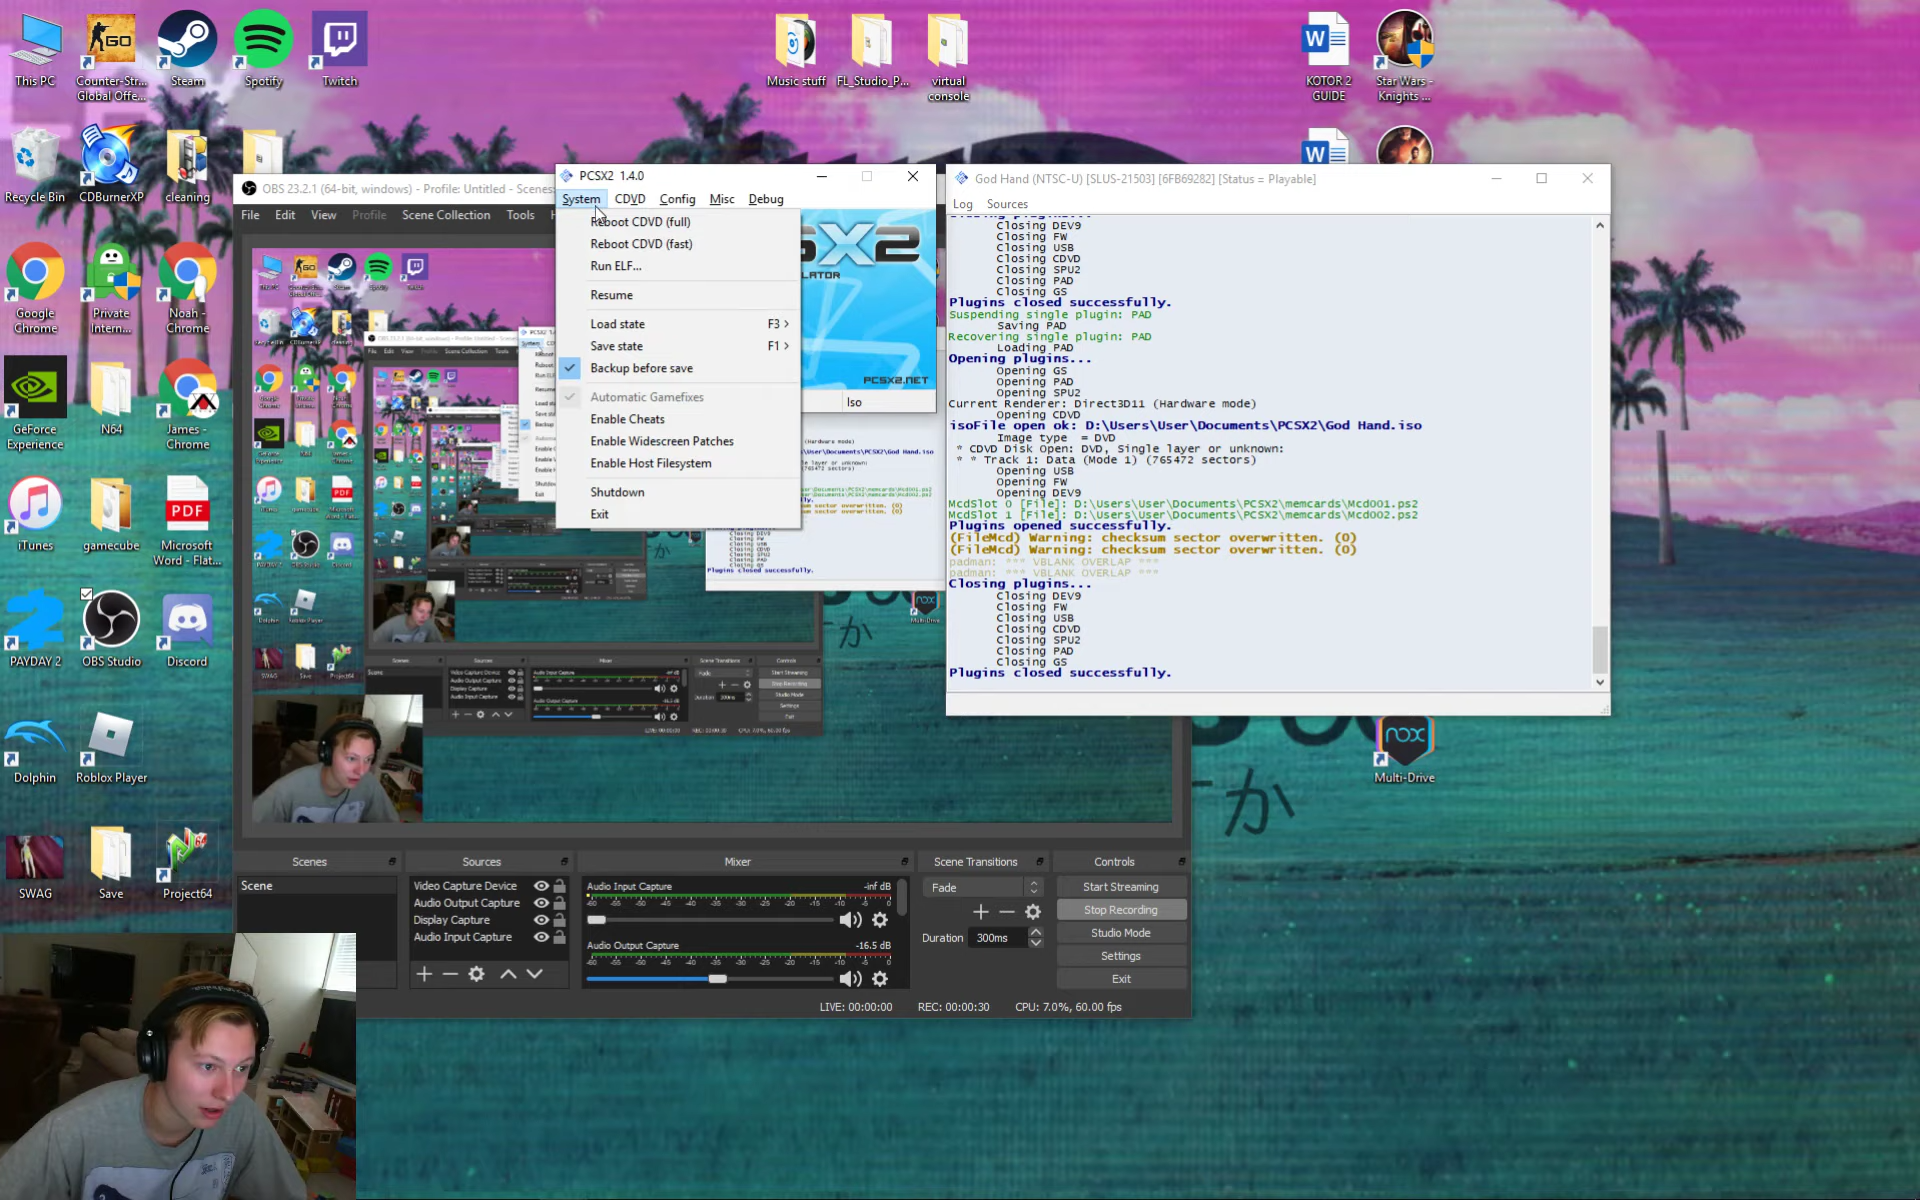 This PC
Counter-Str...
Global Offe...
Steam
Spotify
Twitch
Music stuff
FL_Studio_P...
virtual
console
KOTOR 2
GUIDE
Star Wars -
Knights ...
Recycle Bin
CDBurnerXP
cleaning
Google
Chrome
Private
Intern...
Noah -
Chrome
GeForce
Experience
N64
James -
Chrome
iTunes
gamecube
Microsoft
Word - Flat...
PAYDAY 2
OBS Studio
Discord
Dolphin
Roblox Player
SWAG
Save
Project64
Multi-Drive
OBS 23.2.1 (64-bit, windows) - Profile: Untitled - Scenes:
File Edit View Profile Scene Collection Tools
PCSX2 1.4.0
System CDVD Config Misc Debug
Reboot CDVD (full)
Reboot CDVD (fast)
Run ELF...
Resume
Load state F3 >
Save state F1 >
Backup before save
Automatic Gamefixes
Enable Cheats
Enable Widescreen Patches
Enable Host Filesystem
Shutdown
Exit
PCSX2.NET
Iso
God Hand (NTSC-U) [SLUS-21503] [6FB69282] [Status = Playable]
Log Sources
Closing DEV9
Closing FW
Closing USB
Closing CDVD
Closing SPU2
Closing PAD
Closing GS
Plugins closed successfully.
Suspending single plugin: PAD
Saving PAD
Recovering single plugin: PAD
Loading PAD
Opening plugins...
Opening GS
Opening PAD
Opening SPU2
Current Renderer: Direct3D11 (Hardware mode)
Opening CDVD
isoFile open ok: D:\Users\User\Documents\PCSX2\God Hand.iso
Image type  = DVD
* CDVD Disk Open: DVD, Single layer or unknown:
* * Track 1: Data (Mode 1) (765472 sectors)
Opening USB
Opening FW
Opening DEV9
McdSlot 0 [File]: D:\Users\User\Documents\PCSX2\memcards\Mcd001.ps2
McdSlot 1 [File]: D:\Users\User\Documents\PCSX2\memcards\Mcd002.ps2
Plugins opened successfully.
(FileMcd) Warning: checksum sector overwritten. (0)
(FileMcd) Warning: checksum sector overwritten. (0)
padman: *** VBLANK OVERLAP ***
padman: *** VBLANK OVERLAP ***
Closing plugins...
Closing DEV9
Closing FW
Closing USB
Closing CDVD
Closing SPU2
Closing PAD
Closing GS
Plugins closed successfully.
Scenes
Scene
Sources
Video Capture Device
Audio Output Capture
Display Capture
Audio Input Capture
Mixer
Audio Input Capture -inf dB
Audio Output Capture -16.5 dB
Scene Transitions
Fade
Duration 300ms
Controls
Start Streaming
Stop Recording
Studio Mode
Settings
Exit
LIVE: 00:00:00 REC: 00:00:30 CPU: 7.0%, 60.00 fps